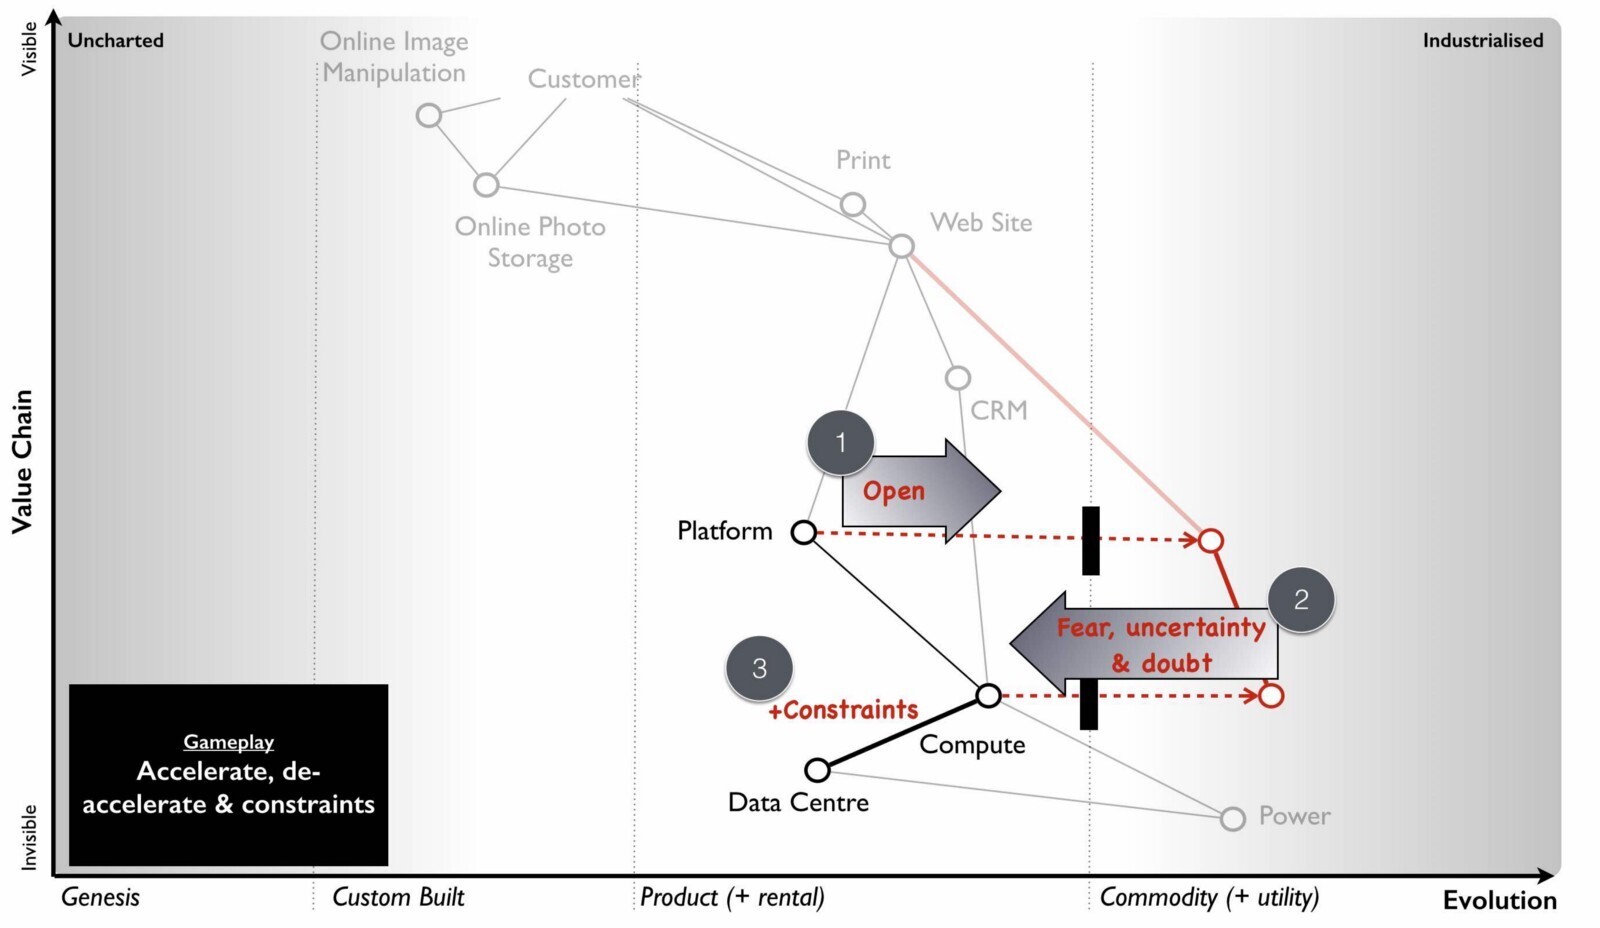 Visible
Uncharted
Industrialised
Online Image
Manipulation
Customer
Print
Web Site
Online Photo
Storage
CRM
Value Chain
1
Open
Platform
2
Fear, uncertainty
& doubt
3
+Constraints
Compute
Data Centre
Power
Gameplay
Accelerate, de-
accelerate & constraints
Invisible
Genesis
Custom Built
Product (+ rental)
Commodity (+ utility)
Evolution